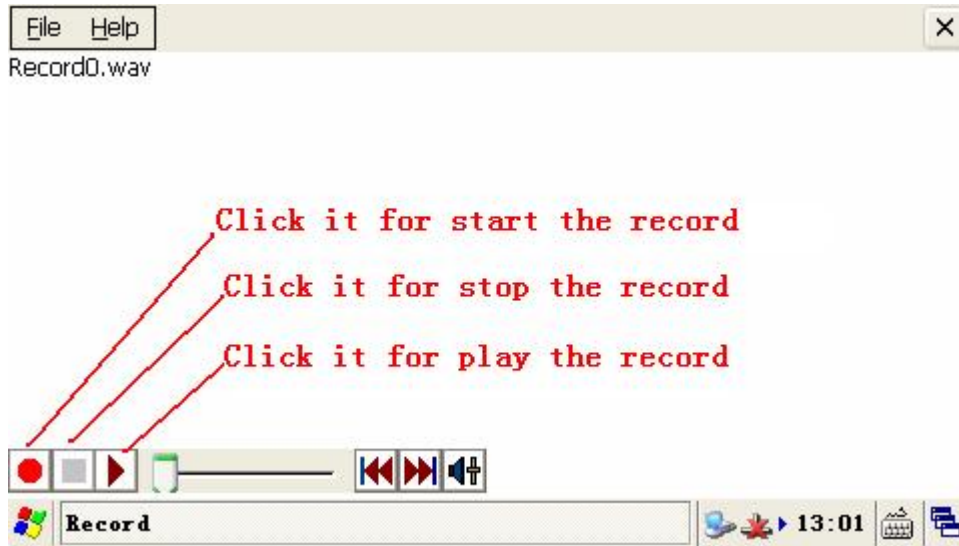 File Help
Record0.wav
Click it for start the record
Click it for stop the record
Click it for play the record
Record 13:01